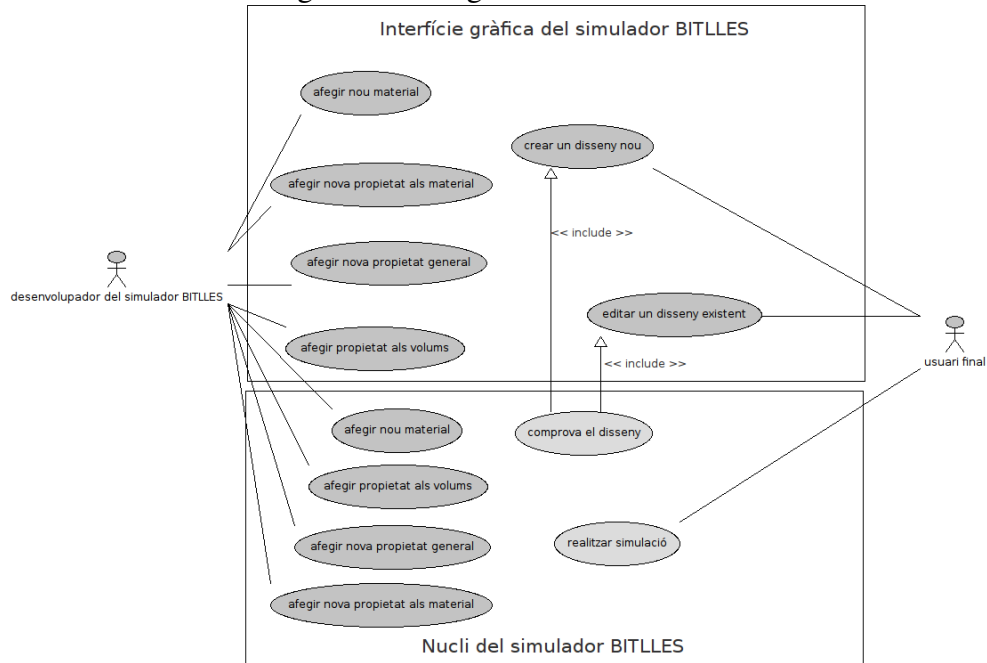 Interfície gràfica del simulador BITLLES
afegir nou material
crear un disseny nou
afegir nova propietat als material
<< include >>
afegir nova propietat general
desenvolupador del simulador BITLLES
editar un disseny existent
afegir propietat als volums
<< include >>
usuari final
afegir nou material
comprova el disseny
afegir propietat als volums
afegir nova propietat general
realitzar simulació
afegir nova propietat als material
Nucli del simulador BITLLES